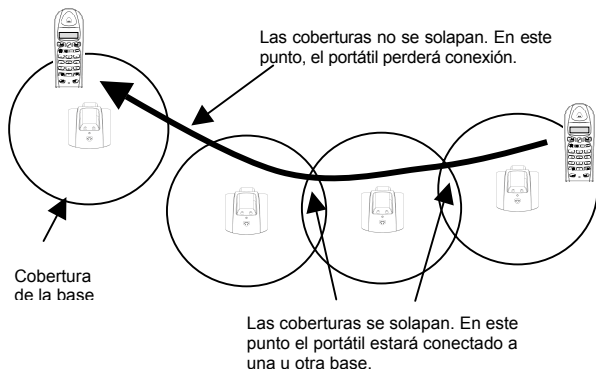 Las coberturas no se solapan. En este
punto, el portátil perderá conexión.
Cobertura
de la base
Las coberturas se solapan. En este
punto el portátil estará conectado a
una u otra base.